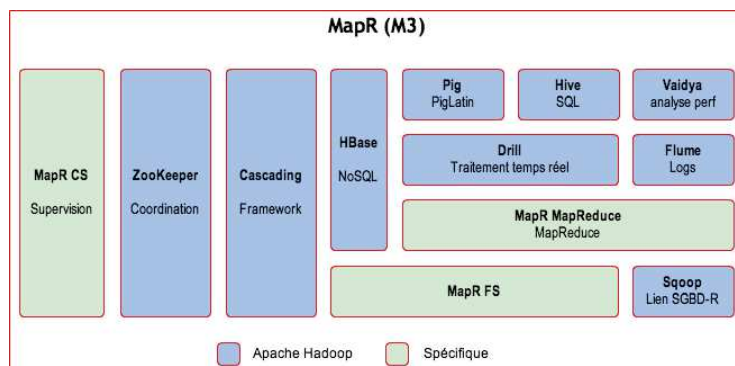 MapR (M3)
MapR CS
Supervision
ZooKeeper
Coordination
Cascading
Framework
HBase
NoSQL
Pig
PigLatin
Hive
SQL
Vaidya
analyse perf
Drill
Traitement temps réel
Flume
Logs
MapR MapReduce
MapReduce
MapR FS
Sqoop
Lien SGBD-R
Apache Hadoop
Spécifique